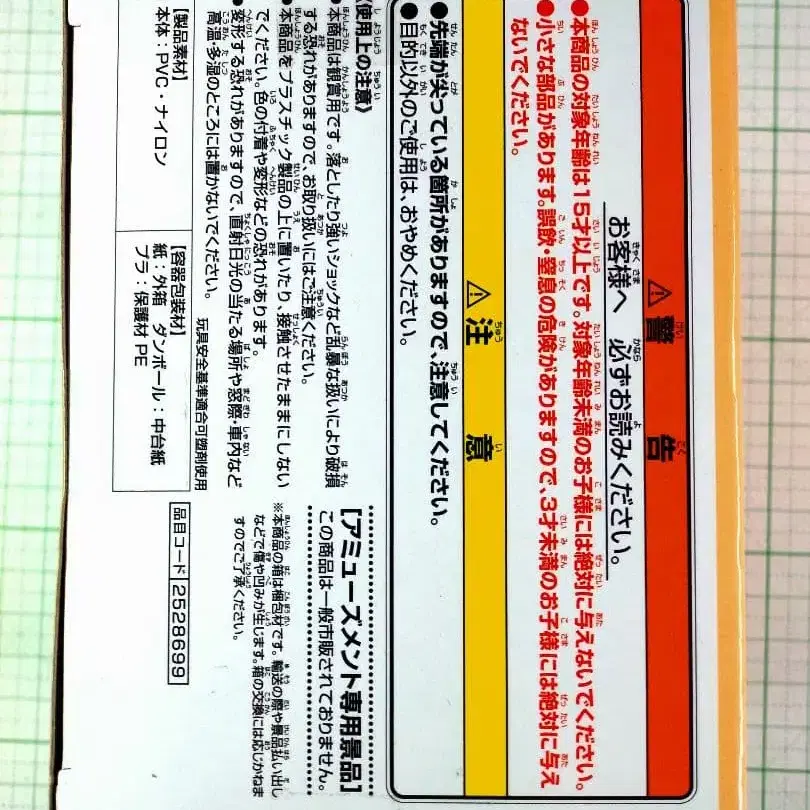 ⚠警告
お客様へ 必ずお読みください。
●本商品の対象年齢は15才以上です。対象年齢未満のお子様には絶対に与えないでください。
●小さな部品があります。誤飲・窒息の危険がありますので、3才未満のお子様には絶対に与え
ないでください。
⚠注意
●先端が尖っている箇所がありますので、注意してください。
●目的以外のご使用は、おやめください。
使用上の注意》
●本商品は観賞用です。落としたり強いショックなど乱暴な扱いにより破損
する恐れがありますので、お取り扱いにはご注意ください。
●本商品をプラスチック製品の上に置いたり、接触させたままにしない
でください。色の付着や変形などの恐れがあります。
●変形する恐れがありますので、直射日光の当たる場所や窓際・車内など
高温・多湿のところには置かないでください。
玩具安全基準適合可塑剤使用
【製品素材】
本体:PVC・ナイロン
【容器包装材】
紙:外箱 ダンボール:中台紙
プラ:保護材 PE
[アミューズメント専用景品]
この商品は一般市販されておりません。
※本商品の箱は梱包材です。輸送の際や景品払い出し
などで傷や凹みが生じます。箱の交換には応じかねま
すのでご了承ください。
品目コード 2528699